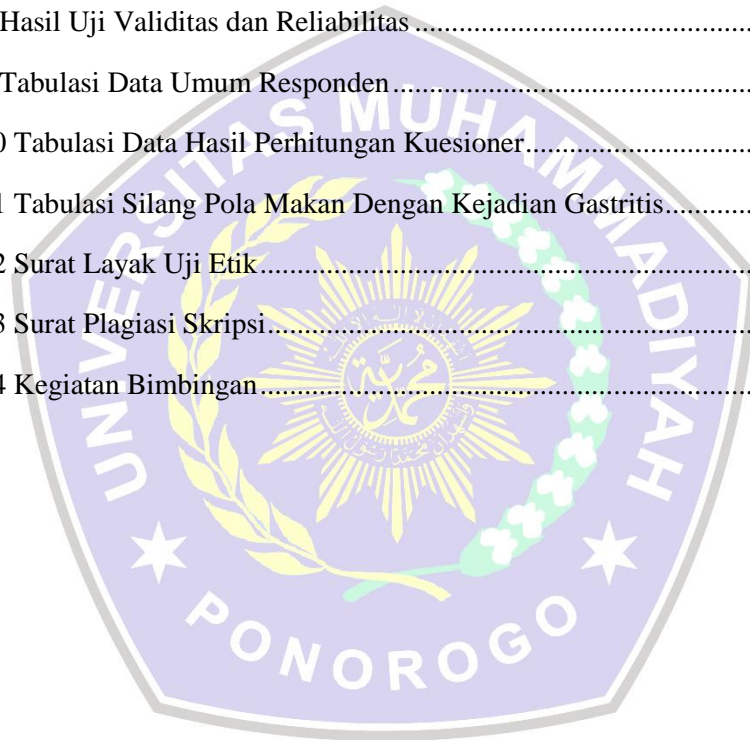 Hasil Uji Validitas dan Reliabilitas ........................................................
Tabulasi Data Umum Responden ........................................................
0 Tabulasi Data Hasil Perhitungan Kuesioner ........................................
1 Tabulasi Silang Pola Makan Dengan Kejadian Gastritis ....................
2 Surat Layak Uji Etik ............................................................................
3 Surat Plagiasi Skripsi ..........................................................................
4 Kegiatan Bimbingan ...........................................................................
UNIVERSITAS MUHAMMADIYAH
PONOROGO
محمدية